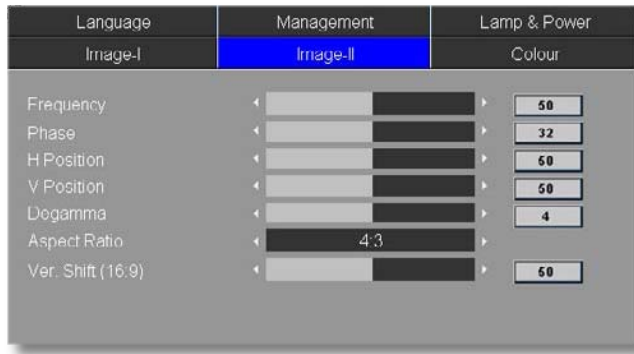 Language Management Lamp & Power
Image-I Image-II Colour
Frequency 50
Phase 32
H Position 50
V Position 50
Degamma 4
Aspect Ratio 4:3
Ver. Shift (16:9) 50